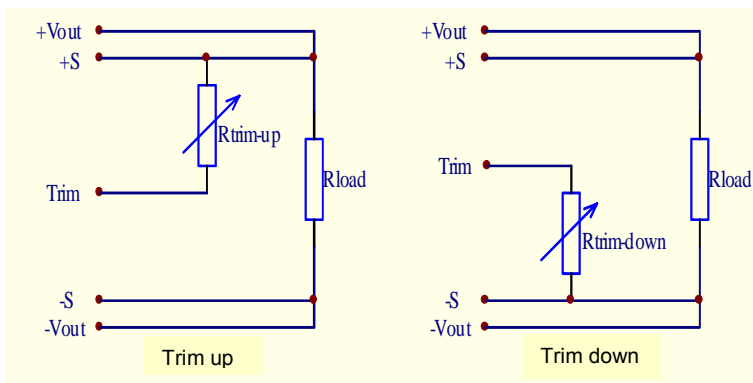 +Vout
+S
Rtrim-up
Trim
Rload
-S
-Vout
Trim up
+Vout
+S
Trim
Rload
Rtrim-down
-S
-Vout
Trim down